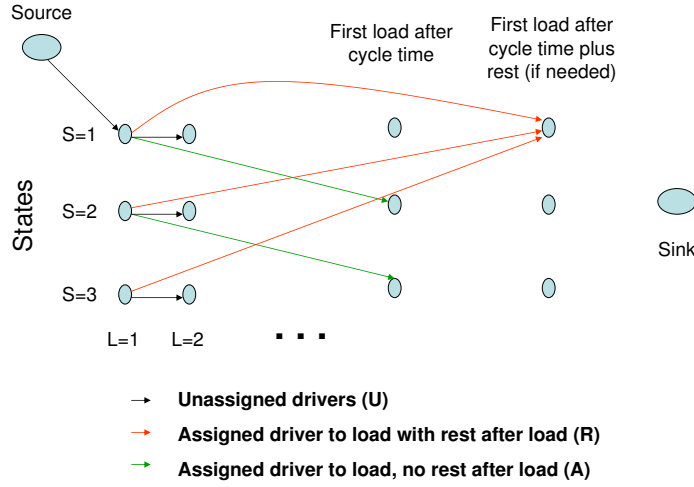 Source
First load after
cycle time
First load after
cycle time plus
rest (if needed)
S=1
S=2
S=3
States
Sink
L=1
L=2
. . .
Unassigned drivers (U)
Assigned driver to load with rest after load (R)
Assigned driver to load, no rest after load (A)